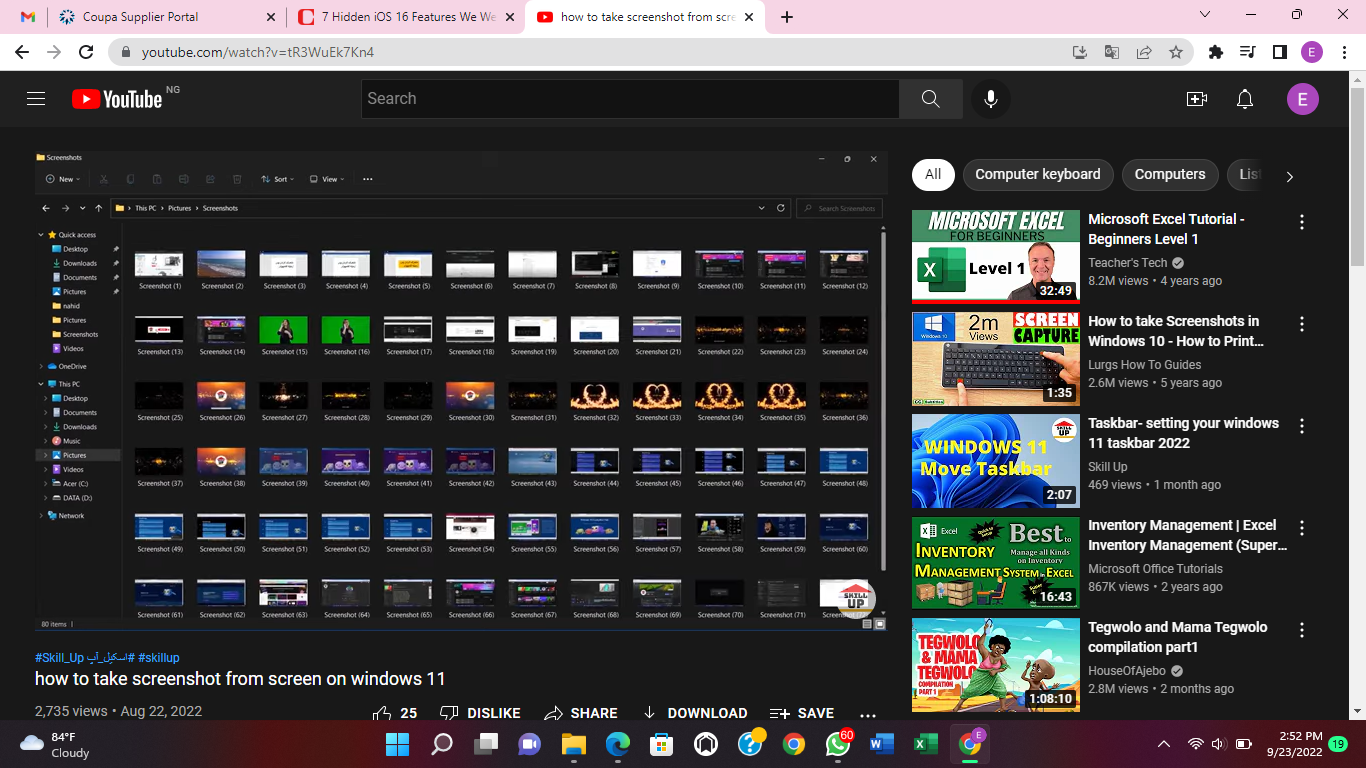 Coupa Supplier Portal
7 Hidden iOS 16 Features We We
how to take screenshot from scre
youtube.com/watch?v=tR3WuEk7Kn4
E
YouTube NG
Search
E
Screenshots
New
Sort
View
This PC > Pictures > Screenshots
Search Screenshots
Quick access
Desktop
Downloads
Documents
Pictures
nahid
Pictures
Screenshots
Videos
OneDrive
This PC
Desktop
Documents
Downloads
Music
Pictures
Videos
Acer (C:)
DATA (D:)
Network
Screenshot (1) Screenshot (2) Screenshot (3) Screenshot (4) Screenshot (5) Screenshot (6) Screenshot (7) Screenshot (8) Screenshot (9) Screenshot (10) Screenshot (11) Screenshot (12)
Screenshot (13) Screenshot (14) Screenshot (15) Screenshot (16) Screenshot (17) Screenshot (18) Screenshot (19) Screenshot (20) Screenshot (21) Screenshot (22) Screenshot (23) Screenshot (24)
Screenshot (25) Screenshot (26) Screenshot (27) Screenshot (28) Screenshot (29) Screenshot (30) Screenshot (31) Screenshot (32) Screenshot (33) Screenshot (34) Screenshot (35) Screenshot (36)
Screenshot (37) Screenshot (38) Screenshot (39) Screenshot (40) Screenshot (41) Screenshot (42) Screenshot (43) Screenshot (44) Screenshot (45) Screenshot (46) Screenshot (47) Screenshot (48)
Screenshot (49) Screenshot (50) Screenshot (51) Screenshot (52) Screenshot (53) Screenshot (54) Screenshot (55) Screenshot (56) Screenshot (57) Screenshot (58) Screenshot (59) Screenshot (60)
Screenshot (61) Screenshot (62) Screenshot (63) Screenshot (64) Screenshot (65) Screenshot (66) Screenshot (67) Screenshot (68) Screenshot (69) Screenshot (70) Screenshot (71)
SKILL
UP
80 items
#Skill_Up #اسکیل_آپ #skillup
how to take screenshot from screen on windows 11
2,735 views • Aug 22, 2022
25 DISLIKE SHARE DOWNLOAD SAVE
All Computer keyboard Computers List
MICROSOFT EXCEL
FOR BEGINNERS
Level 1
32:49
Microsoft Excel Tutorial -
Beginners Level 1
Teacher's Tech
8.2M views • 4 years ago
Windows 10
2m
Views
SCREEN
CAPTURE
1:35
How to take Screenshots in
Windows 10 - How to Print...
Lurgs How To Guides
2.6M views • 5 years ago
SKILL
UP
WINDOWS 11
Move Taskbar
2:07
Taskbar- setting your windows
11 taskbar 2022
Skill Up
469 views • 1 month ago
Excel
Best to
Manage all Kinds
on Inventory
INVENTORY
MANAGEMENT SYSTEM IN EXCEL
16:43
Inventory Management | Excel
Inventory Management (Super...
Microsoft Office Tutorials
867K views • 2 years ago
TEGWOLO
& MAMA
TEGWOLO
COMPILATION
PART 1
1:08:10
Tegwolo and Mama Tegwolo
compilation part1
HouseOfAjebo
2.8M views • 2 months ago
84°F
Cloudy
60
E
2:52 PM
9/23/2022
19